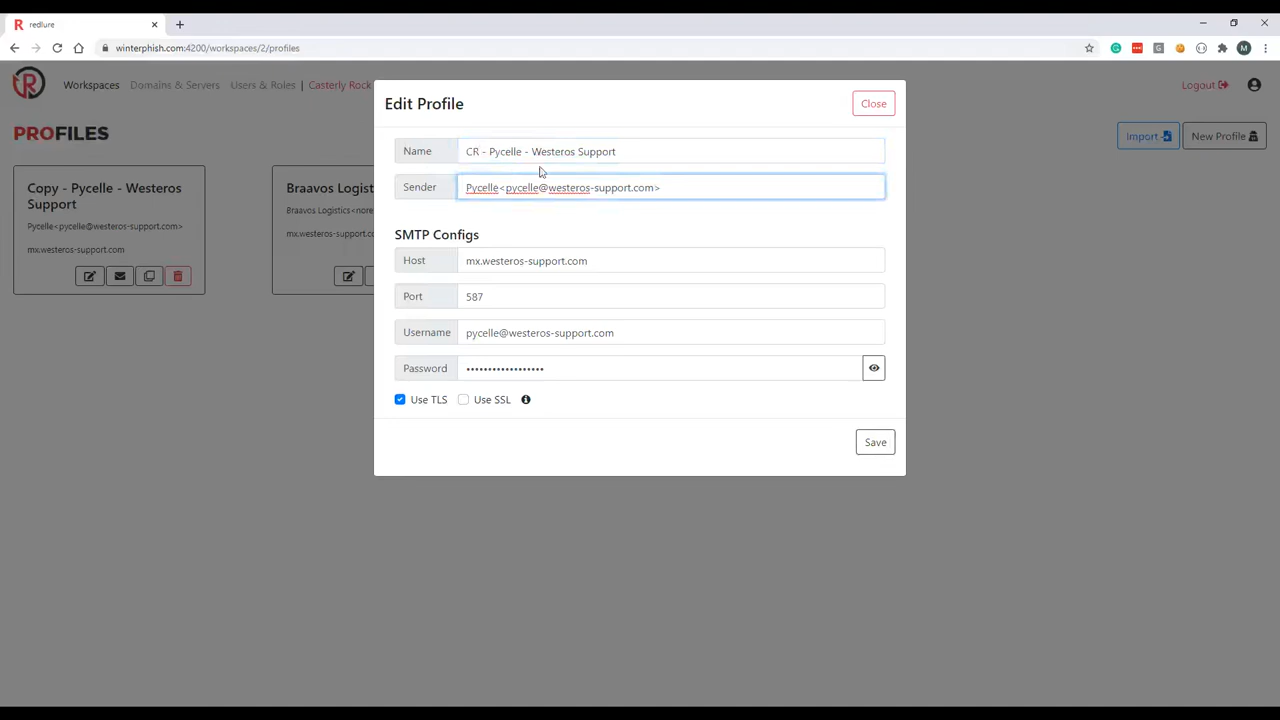 R redlure
winterphish.com:4200/workspaces/2/profiles
M
R Workspaces Domains & Servers Users & Roles | Casterly Rock Logout
PROFILES
Import New Profile
Copy - Pycelle - Westeros
Support
Pycelle<pycelle@westeros-support.com>
mx.westeros-support.com
Braavos Logist
Braavos Logistics<nore
mx.westeros-support.co
Edit Profile Close
Name CR - Pycelle - Westeros Support
Sender Pycelle<pycelle@westeros-support.com>
SMTP Configs
Host mx.westeros-support.com
Port 587
Username pycelle@westeros-support.com
Password ••••••••••••••••••
Use TLS Use SSL
Save